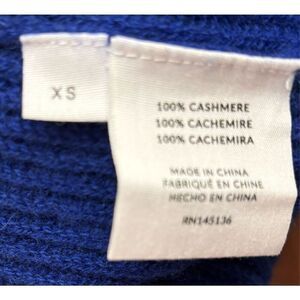 XS
100% CASHMERE
100% CACHEMIRE
100% CACHEMIRA
MADE IN CHINA
FABRIQUÉ EN CHINE
HECHO EN CHINA
RN145136